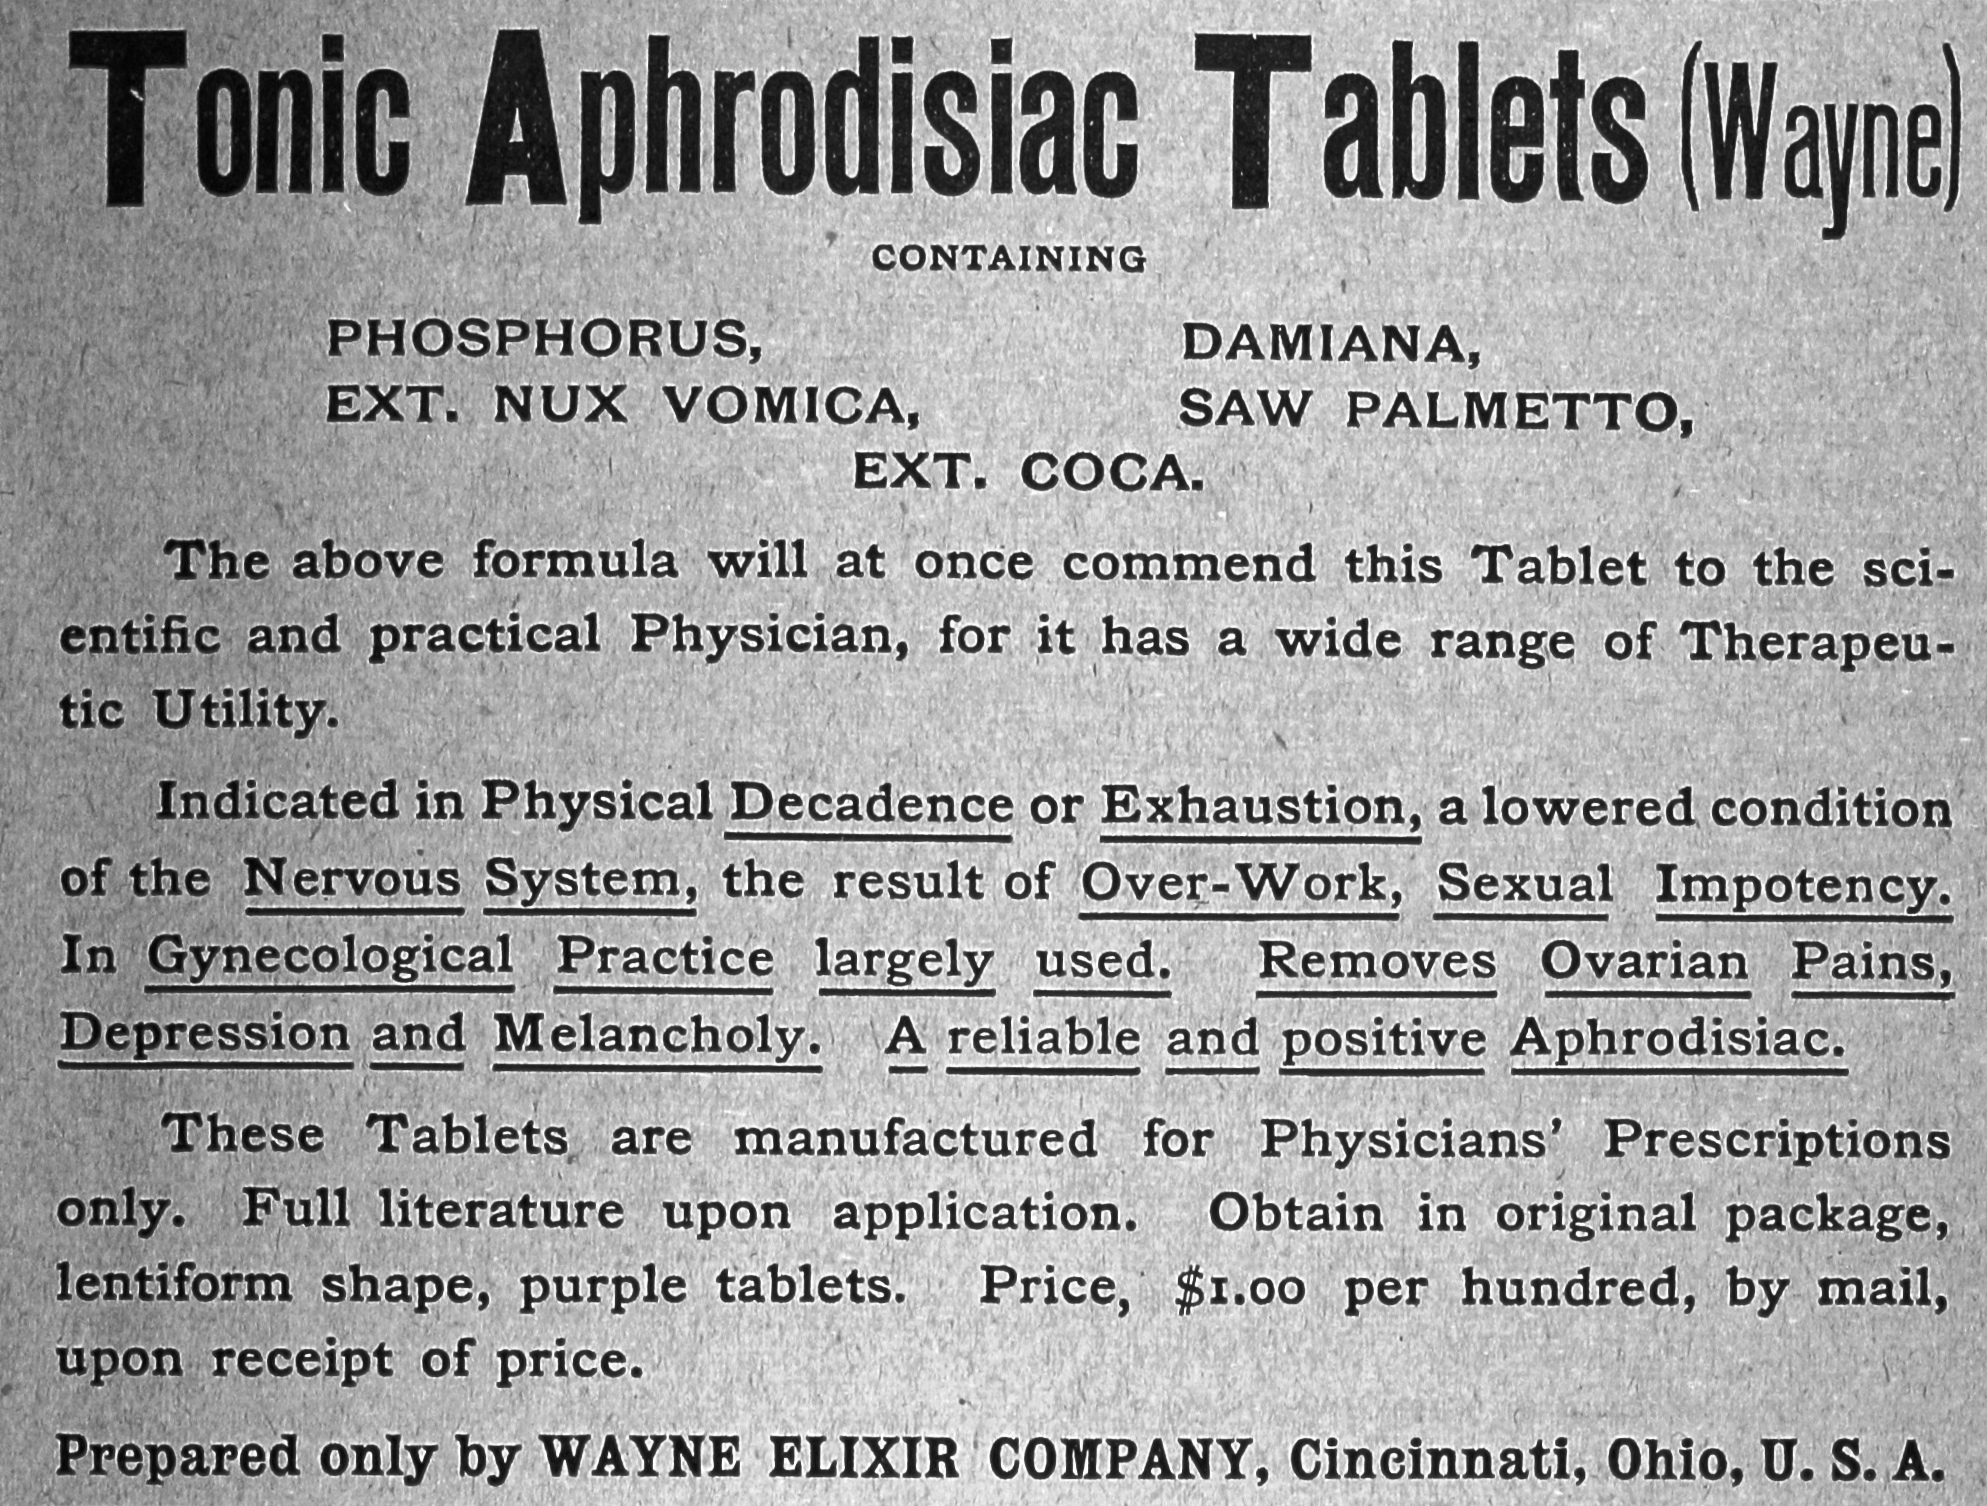 Tonic Aphrodisiac Tablets (Wayne)
CONTAINING
PHOSPHORUS, DAMIANA,
EXT. NUX VOMICA, SAW PALMETTO,
EXT. COCA.
The above formula will at once commend this Tablet to the sci-
entific and practical Physician, for it has a wide range of Therapeu-
tic Utility.
Indicated in Physical Decadence or Exhaustion, a lowered condition
of the Nervous System, the result of Over-Work, Sexual Impotency.
In Gynecological Practice largely used. Removes Ovarian Pains,
Depression and Melancholy. A reliable and positive Aphrodisiac.
These Tablets are manufactured for Physicians' Prescriptions
only. Full literature upon application. Obtain in original package,
lentiform shape, purple tablets. Price, $1.00 per hundred, by mail,
upon receipt of price.
Prepared only by WAYNE ELIXIR COMPANY, Cincinnati, Ohio, U. S. A.